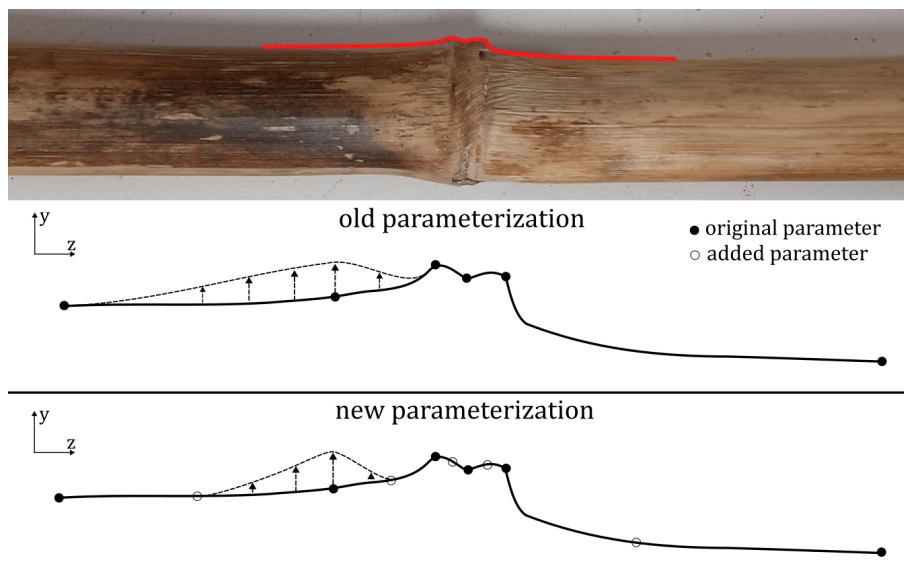 old parameterization
y
z
● original parameter
○ added parameter
new parameterization
y
z